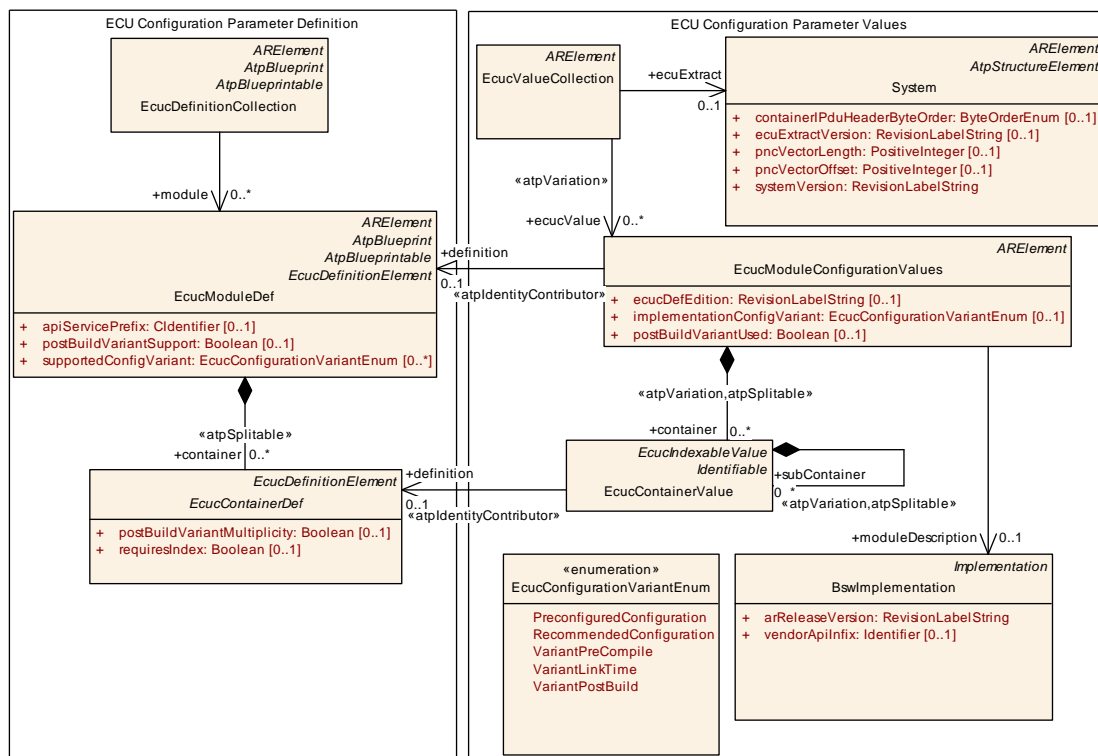 ECU Configuration Parameter Definition
ARElement
AtpBlueprint
AtpBlueprintable
EcucDefinitionCollection
+module
0..*
ARElement
AtpBlueprint
AtpBlueprintable
EcucDefinitionElement
EcucModuleDef
+ apiServicePrefix: CIdentifier [0..1]
+ postBuildVariantSupport: Boolean [0..1]
+ supportedConfigVariant: EcucConfigurationVariantEnum [0..*]
«atpSplitable»
+container
0..*
EcucDefinitionElement
EcucContainerDef
+ postBuildVariantMultiplicity: Boolean [0..1]
+ requiresIndex: Boolean [0..1]
ECU Configuration Parameter Values
ARElement
EcucValueCollection
+ecuExtract
0..1
ARElement
AtpStructureElement
System
+ containerIPduHeaderByteOrder: ByteOrderEnum [0..1]
+ ecuExtractVersion: RevisionLabelString [0..1]
+ pncVectorLength: PositiveInteger [0..1]
+ pncVectorOffset: PositiveInteger [0..1]
+ systemVersion: RevisionLabelString
«atpVariation»
+ecucValue
0..*
+definition
0..1
«atpIdentityContributor»
ARElement
EcucModuleConfigurationValues
+ ecucDefEdition: RevisionLabelString [0..1]
+ implementationConfigVariant: EcucConfigurationVariantEnum [0..1]
+ postBuildVariantUsed: Boolean [0..1]
«atpVariation,atpSplitable»
+container
0..*
+definition
0..1
«atpIdentityContributor»
EcucIndexableValue
Identifiable
EcucContainerValue
+subContainer
0..*
«atpVariation,atpSplitable»
+moduleDescription
0..1
«enumeration»
EcucConfigurationVariantEnum
PreconfiguredConfiguration
RecommendedConfiguration
VariantPreCompile
VariantLinkTime
VariantPostBuild
Implementation
BswImplementation
+ arReleaseVersion: RevisionLabelString
+ vendorApiInfix: Identifier [0..1]